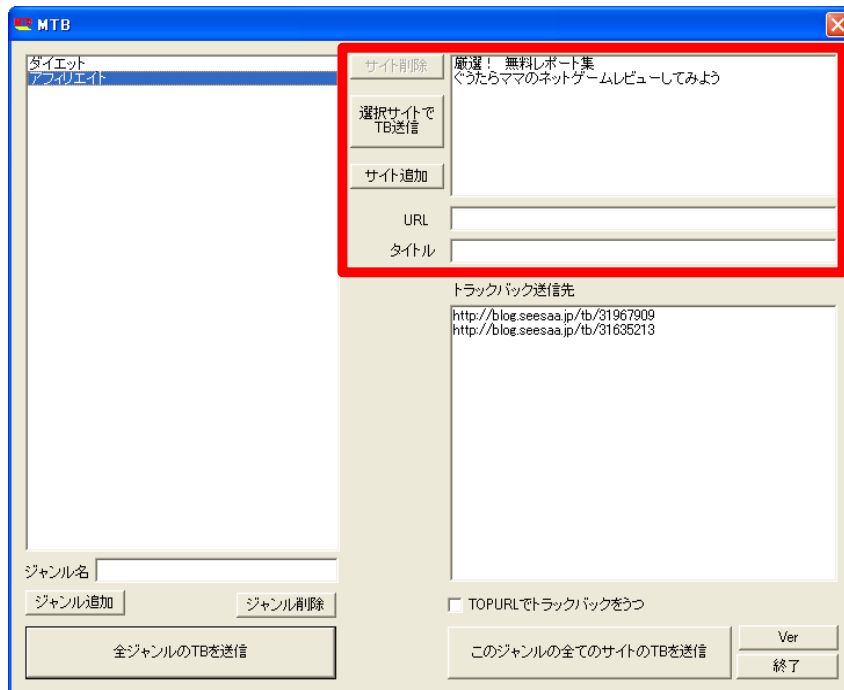 MTB
ダイエット
アフィリエイト
サイト削除
厳選! 無料レポート集
ぐうたらママのネットゲームレビューしてみよう
選択サイトで
TB送信
サイト追加
URL
タイトル
トラックバック送信先
http://blog.seesaa.jp/tb/31967909
http://blog.seesaa.jp/tb/31635213
ジャンル名
ジャンル追加
ジャンル削除
TOPURLでトラックバックをうつ
全ジャンルのTBを送信
このジャンルの全てのサイトのTBを送信
Ver
終了